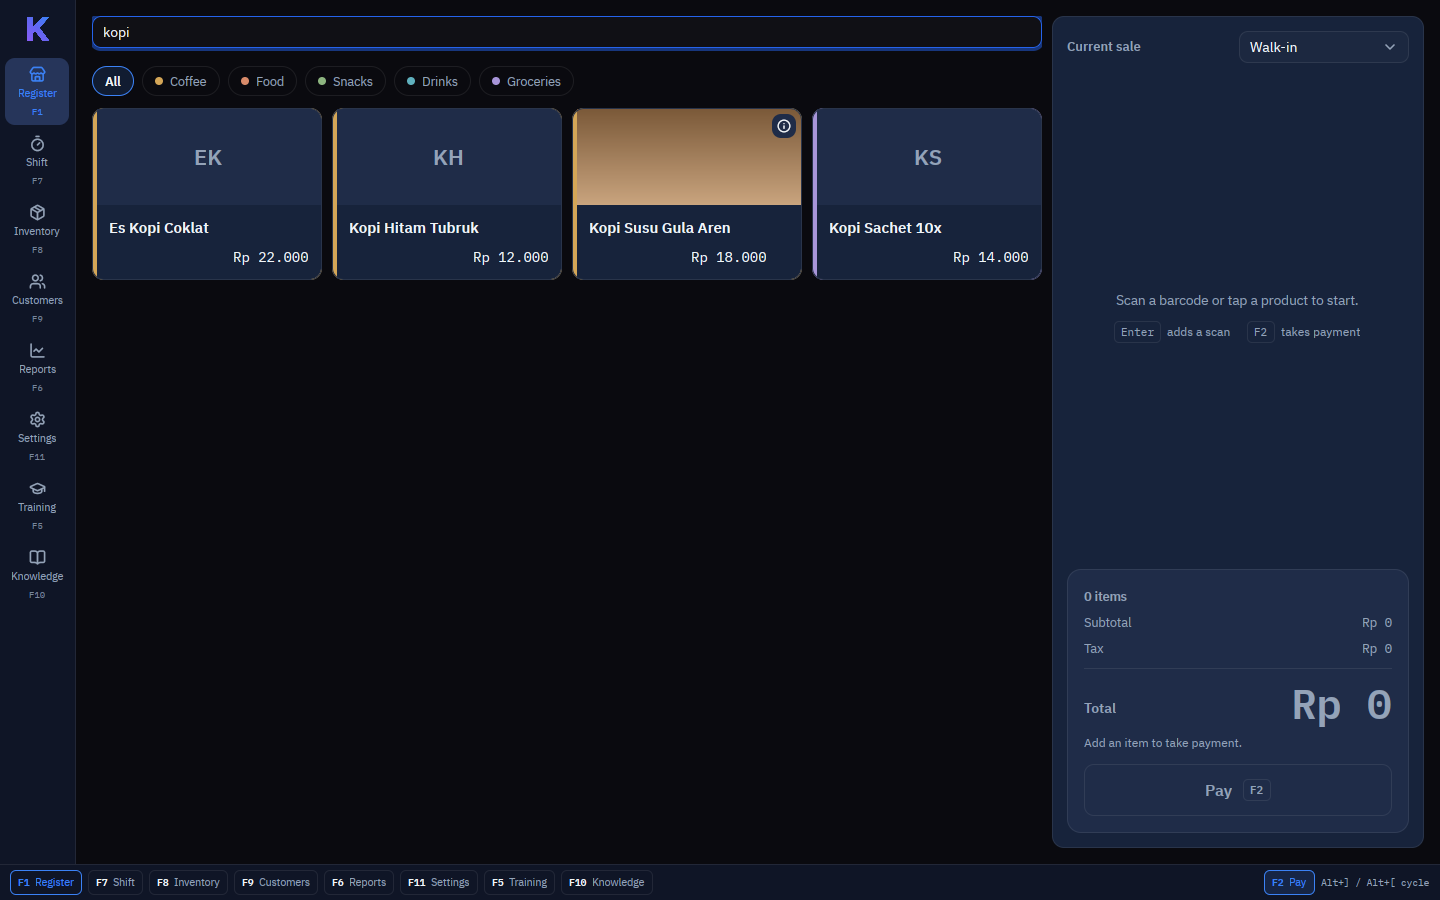 K
Register
F1
Shift
F7
Inventory
F8
Customers
F9
Reports
F6
Settings
F11
Training
F5
Knowledge
F10
kopi
All
Coffee
Food
Snacks
Drinks
Groceries
EK
Es Kopi Coklat
Rp 22.000
KH
Kopi Hitam Tubruk
Rp 12.000
Kopi Susu Gula Aren
Rp 18.000
KS
Kopi Sachet 10x
Rp 14.000
Current sale
Walk-in
Scan a barcode or tap a product to start.
Enter adds a scan F2 takes payment
0 items
Subtotal Rp 0
Tax Rp 0
Total Rp 0
Add an item to take payment.
Pay F2
F1 Register F7 Shift F8 Inventory F9 Customers F6 Reports F11 Settings F5 Training F10 Knowledge F2 Pay Alt+] / Alt+[ cycle